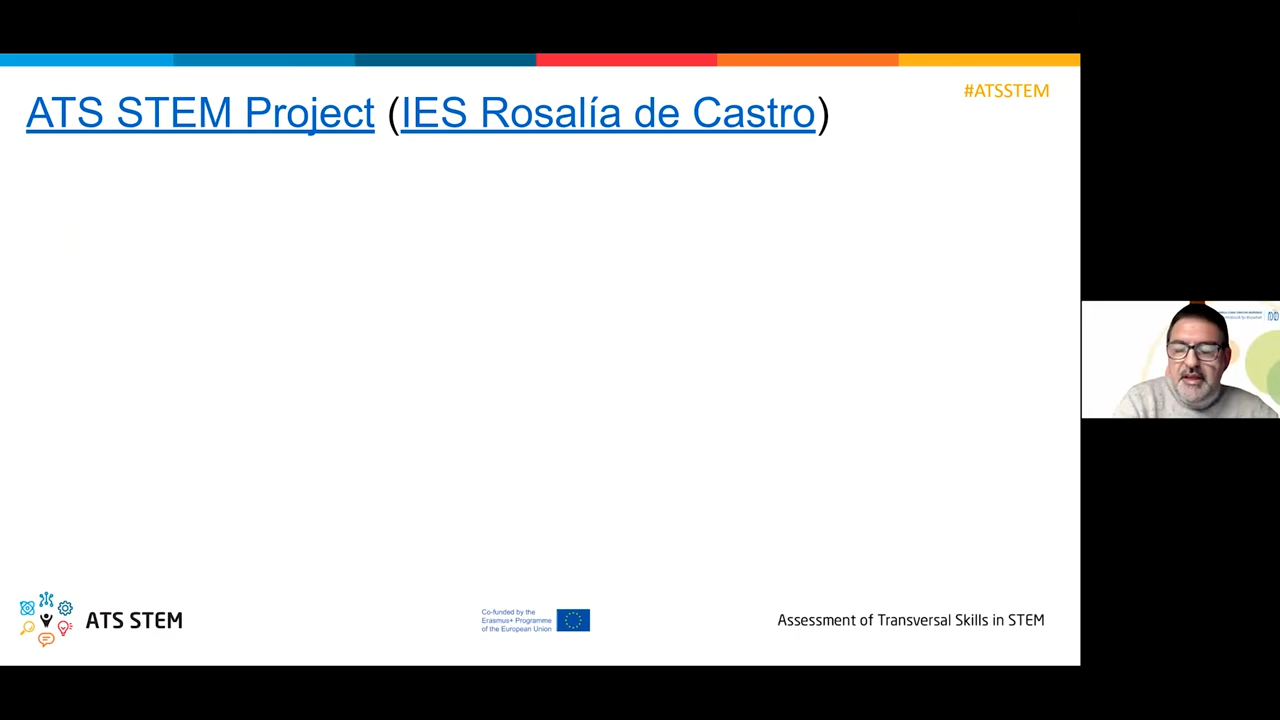 #ATSSTEM
ATS STEM Project (IES Rosalía de Castro)
ATS STEM
Co-funded by the
Erasmus+ Programme
of the European Union
Assessment of Transversal Skills in STEM